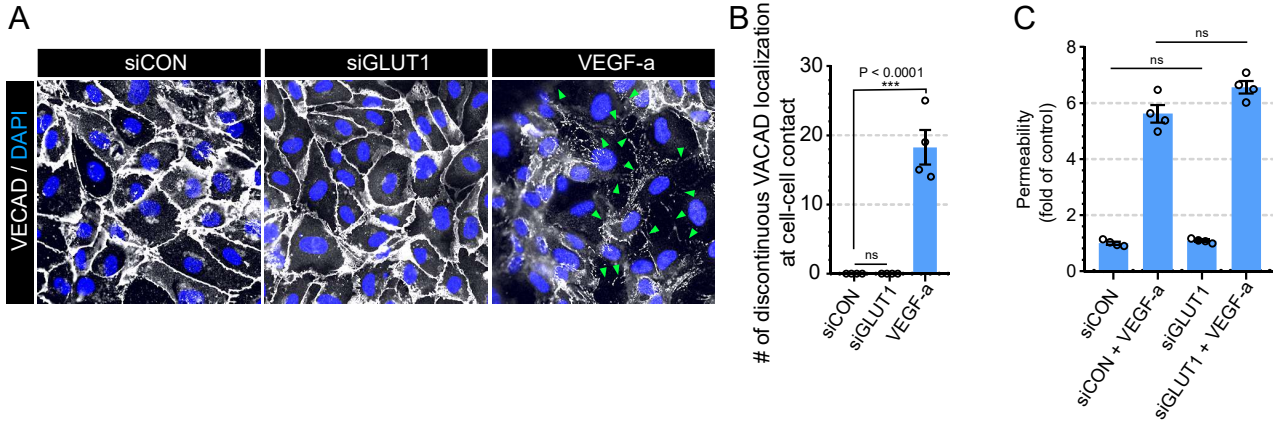 A
siCON
siGLUT1
VEGF-a
VECAD / DAPI
B
# of discontinuous VACAD localization
at cell-cell contact
30
20
10
0
P < 0.0001
***
ns
siCON
siGLUT1
VEGF-a
C
Permeability
(fold of control)
8
6
4
2
0
ns
ns
siCON
siCON + VEGF-a
siGLUT1
siGLUT1 + VEGF-a